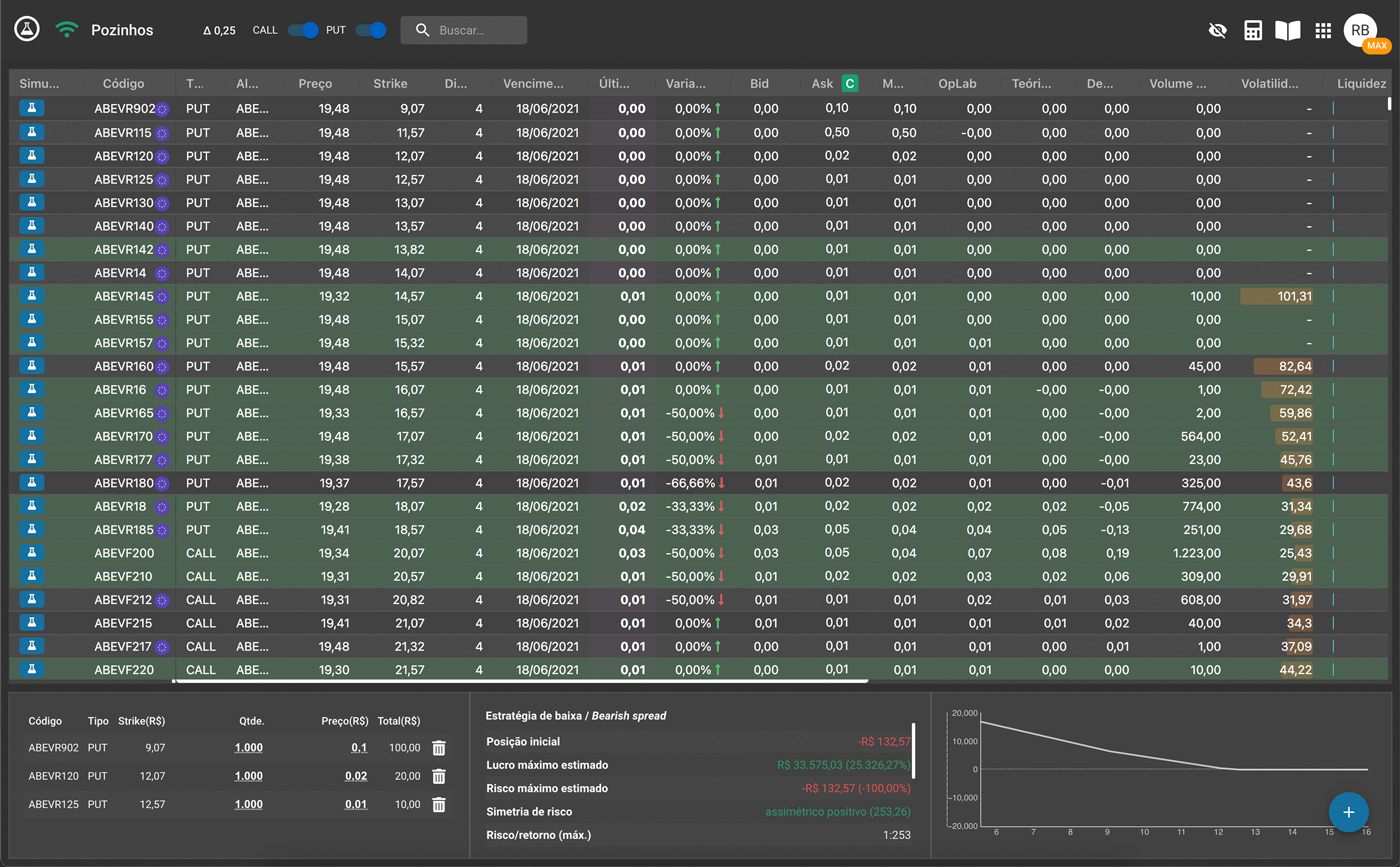 Pozinhos Δ 0,25 CALL PUT Buscar... RB
MAX
Simu... Código T... Al... Preço Strike Di... Vencime... Últi... Varia... Bid Ask C M... OpLab Teóri... De... Volume ... Volatilid... Liquidez
ABEVR902 PUT ABE... 19,48 9,07 4 18/06/2021 0,00 0,00% ↑ 0,00 0,10 0,10 0,00 0,00 0,00 0,00 -
ABEVR115 PUT ABE... 19,48 11,57 4 18/06/2021 0,00 0,00% ↑ 0,00 0,50 0,50 -0,00 0,00 0,00 0,00 -
ABEVR120 PUT ABE... 19,48 12,07 4 18/06/2021 0,00 0,00% ↑ 0,00 0,02 0,02 0,00 0,00 0,00 0,00 -
ABEVR125 PUT ABE... 19,48 12,57 4 18/06/2021 0,00 0,00% ↑ 0,00 0,01 0,01 0,00 0,00 0,00 0,00 -
ABEVR130 PUT ABE... 19,48 13,07 4 18/06/2021 0,00 0,00% ↑ 0,00 0,01 0,01 0,00 0,00 0,00 0,00 -
ABEVR140 PUT ABE... 19,48 13,57 4 18/06/2021 0,00 0,00% ↑ 0,00 0,01 0,01 0,00 0,00 0,00 0,00 -
ABEVR142 PUT ABE... 19,48 13,82 4 18/06/2021 0,00 0,00% ↑ 0,00 0,01 0,01 0,00 0,00 0,00 0,00 -
ABEVR14 PUT ABE... 19,48 14,07 4 18/06/2021 0,00 0,00% ↑ 0,00 0,01 0,01 0,00 0,00 0,00 0,00 -
ABEVR145 PUT ABE... 19,32 14,57 4 18/06/2021 0,01 0,00% ↑ 0,00 0,01 0,01 0,00 0,00 0,00 10,00 101,31
ABEVR155 PUT ABE... 19,48 15,07 4 18/06/2021 0,00 0,00% ↑ 0,00 0,01 0,01 0,00 0,00 0,00 0,00 -
ABEVR157 PUT ABE... 19,48 15,32 4 18/06/2021 0,00 0,00% ↑ 0,00 0,01 0,01 0,00 0,00 0,00 0,00 -
ABEVR160 PUT ABE... 19,48 15,57 4 18/06/2021 0,01 0,00% ↑ 0,00 0,02 0,02 0,01 0,00 0,00 45,00 82,64
ABEVR16 PUT ABE... 19,48 16,07 4 18/06/2021 0,01 0,00% ↑ 0,00 0,01 0,01 0,01 -0,00 -0,00 1,00 72,42
ABEVR165 PUT ABE... 19,33 16,57 4 18/06/2021 0,01 -50,00% ↓ 0,00 0,01 0,01 0,01 0,00 -0,00 2,00 59,86
ABEVR170 PUT ABE... 19,48 17,07 4 18/06/2021 0,01 -50,00% ↓ 0,00 0,02 0,02 0,01 0,00 -0,00 564,00 52,41
ABEVR177 PUT ABE... 19,38 17,32 4 18/06/2021 0,01 -50,00% ↓ 0,01 0,01 0,01 0,01 0,00 -0,00 23,00 45,76
ABEVR180 PUT ABE... 19,37 17,57 4 18/06/2021 0,01 -66,66% ↓ 0,01 0,02 0,02 0,01 0,00 -0,01 325,00 43,6
ABEVR18 PUT ABE... 19,28 18,07 4 18/06/2021 0,02 -33,33% ↓ 0,01 0,02 0,02 0,02 0,02 -0,05 774,00 31,34
ABEVR185 PUT ABE... 19,41 18,57 4 18/06/2021 0,04 -33,33% ↓ 0,03 0,05 0,04 0,04 0,05 -0,13 251,00 29,68
ABEVF200 CALL ABE... 19,34 20,07 4 18/06/2021 0,03 -50,00% ↓ 0,03 0,05 0,04 0,07 0,08 0,19 1.223,00 25,43
ABEVF210 CALL ABE... 19,31 20,57 4 18/06/2021 0,01 -50,00% ↓ 0,01 0,02 0,02 0,03 0,02 0,06 309,00 29,91
ABEVF212 CALL ABE... 19,31 20,82 4 18/06/2021 0,01 -50,00% ↓ 0,01 0,01 0,01 0,02 0,01 0,03 608,00 31,97
ABEVF215 CALL ABE... 19,41 21,07 4 18/06/2021 0,01 0,00% ↑ 0,00 0,01 0,01 0,01 0,01 0,02 40,00 34,3
ABEVF217 CALL ABE... 19,48 21,32 4 18/06/2021 0,01 0,00% ↑ 0,00 0,01 0,01 0,01 0,00 0,01 1,00 37,09
ABEVF220 CALL ABE... 19,30 21,57 4 18/06/2021 0,01 0,00% ↑ 0,00 0,01 0,01 0,01 0,00 0,00 10,00 44,22
Código Tipo Strike(R$) Qtde. Preço(R$) Total(R$)
ABEVR902 PUT 9,07 1.000 0.1 100,00
ABEVR120 PUT 12,07 1.000 0.02 20,00
ABEVR125 PUT 12,57 1.000 0.01 10,00
Estratégia de baixa / Bearish spread
Posição inicial -R$ 132,57
Lucro máximo estimado R$ 33.575,03 (25.326,27%)
Risco máximo estimado -R$ 132,57 (-100,00%)
Simetria de risco assimétrico positivo (253,26)
Risco/retorno (máx.) 1:253
20,000
10,000
0
-10,000
-20,000
6 7 8 9 10 11 12 13 14 15 16
+